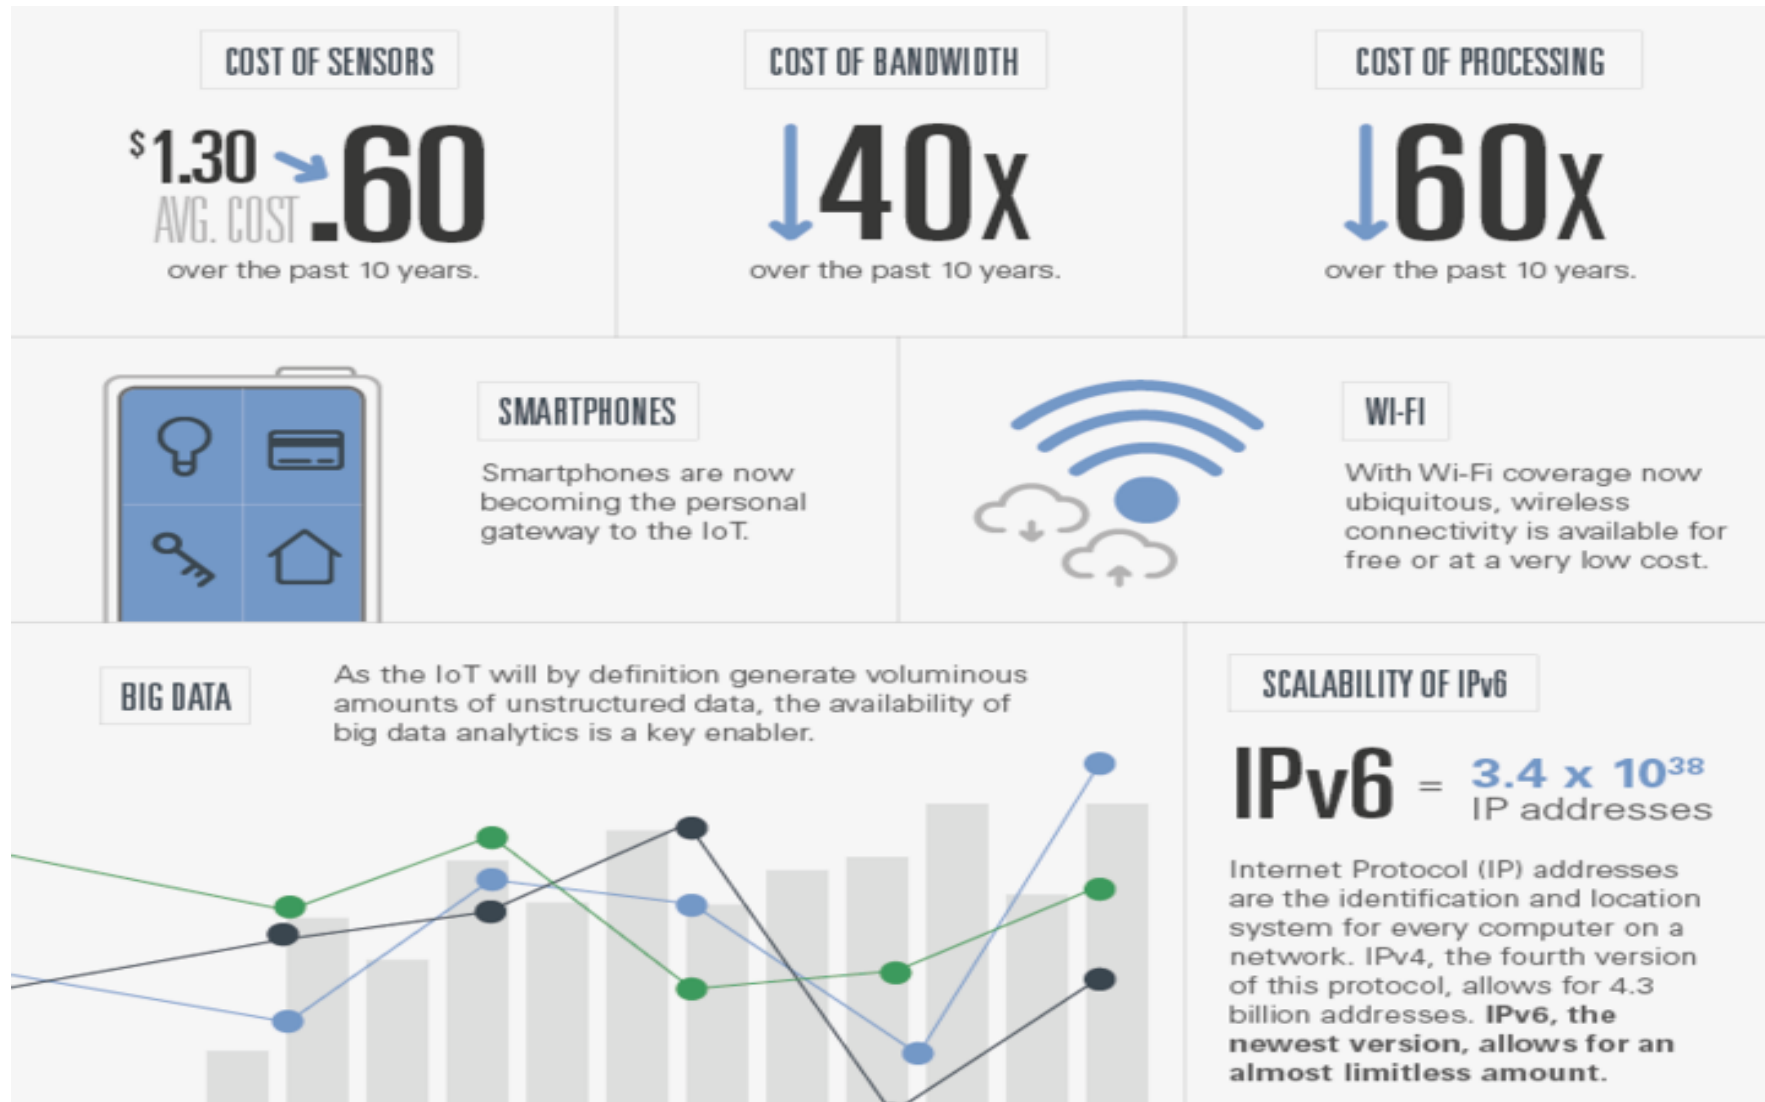 COST OF SENSORS
$1.30
AVG. COST
.60
over the past 10 years.
COST OF BANDWIDTH
40x
over the past 10 years.
COST OF PROCESSING
60x
over the past 10 years.
SMARTPHONES
Smartphones are now
becoming the personal
gateway to the IoT.
WI-FI
With Wi-Fi coverage now
ubiquitous, wireless
connectivity is available for
free or at a very low cost.
BIG DATA
As the IoT will by definition generate voluminous
amounts of unstructured data, the availability of
big data analytics is a key enabler.
SCALABILITY OF IPv6
IPv6 = 3.4 x 10³⁸
IP addresses
Internet Protocol (IP) addresses
are the identification and location
system for every computer on a
network. IPv4, the fourth version
of this protocol, allows for 4.3
billion addresses. IPv6, the
newest version, allows for an
almost limitless amount.